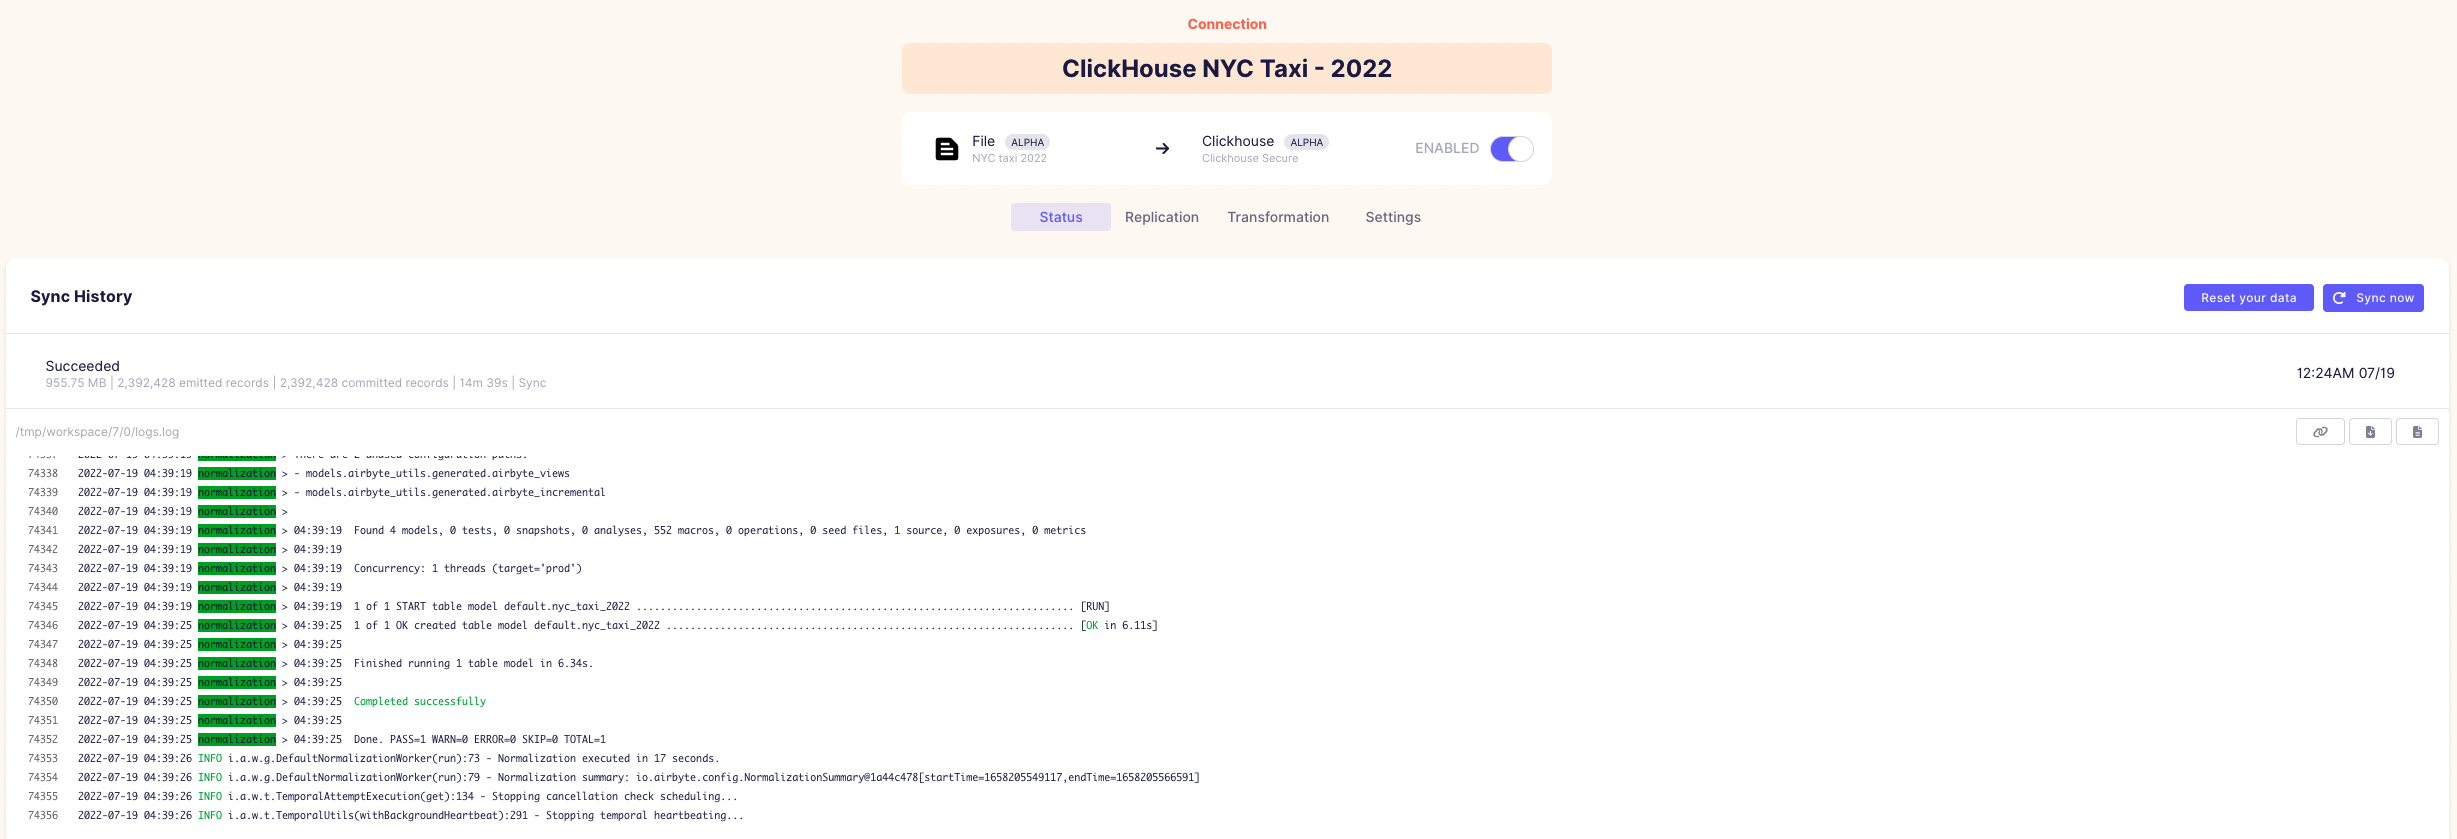 Connection
ClickHouse NYC Taxi - 2022
File ALPHA
NYC taxi 2022
Clickhouse ALPHA
Clickhouse Secure
ENABLED
Status Replication Transformation Settings
Sync History
Reset your data Sync now
Succeeded
955.75 MB | 2,392,428 emitted records | 2,392,428 committed records | 14m 39s | Sync
12:24AM 07/19
/tmp/workspace/7/0/logs.log
74337 2022-07-19 04:39:19 normalization > There are 2 unused configuration paths:
74338 2022-07-19 04:39:19 normalization > - models.airbyte_utils.generated.airbyte_views
74339 2022-07-19 04:39:19 normalization > - models.airbyte_utils.generated.airbyte_incremental
74340 2022-07-19 04:39:19 normalization >
74341 2022-07-19 04:39:19 normalization > 04:39:19 Found 4 models, 0 tests, 0 snapshots, 0 analyses, 552 macros, 0 operations, 0 seed files, 1 source, 0 exposures, 0 metrics
74342 2022-07-19 04:39:19 normalization > 04:39:19
74343 2022-07-19 04:39:19 normalization > 04:39:19 Concurrency: 1 threads (target='prod')
74344 2022-07-19 04:39:19 normalization > 04:39:19
74345 2022-07-19 04:39:19 normalization > 04:39:19 1 of 1 START table model default.nyc_taxi_2022 ......................................................................... [RUN]
74346 2022-07-19 04:39:25 normalization > 04:39:25 1 of 1 OK created table model default.nyc_taxi_2022 .................................................................... [OK in 6.11s]
74347 2022-07-19 04:39:25 normalization > 04:39:25
74348 2022-07-19 04:39:25 normalization > 04:39:25 Finished running 1 table model in 6.34s.
74349 2022-07-19 04:39:25 normalization > 04:39:25
74350 2022-07-19 04:39:25 normalization > 04:39:25 Completed successfully
74351 2022-07-19 04:39:25 normalization > 04:39:25
74352 2022-07-19 04:39:25 normalization > 04:39:25 Done. PASS=1 WARN=0 ERROR=0 SKIP=0 TOTAL=1
74353 2022-07-19 04:39:26 INFO i.a.w.g.DefaultNormalizationWorker(run):73 - Normalization executed in 17 seconds.
74354 2022-07-19 04:39:26 INFO i.a.w.g.DefaultNormalizationWorker(run):79 - Normalization summary: io.airbyte.config.NormalizationSummary@1a44c478[startTime=1658205549117,endTime=1658205566591]
74355 2022-07-19 04:39:26 INFO i.a.w.t.TemporalAttemptExecution(get):134 - Stopping cancellation check scheduling...
74356 2022-07-19 04:39:26 INFO i.a.w.t.TemporalUtils(withBackgroundHeartbeat):291 - Stopping temporal heartbeating...